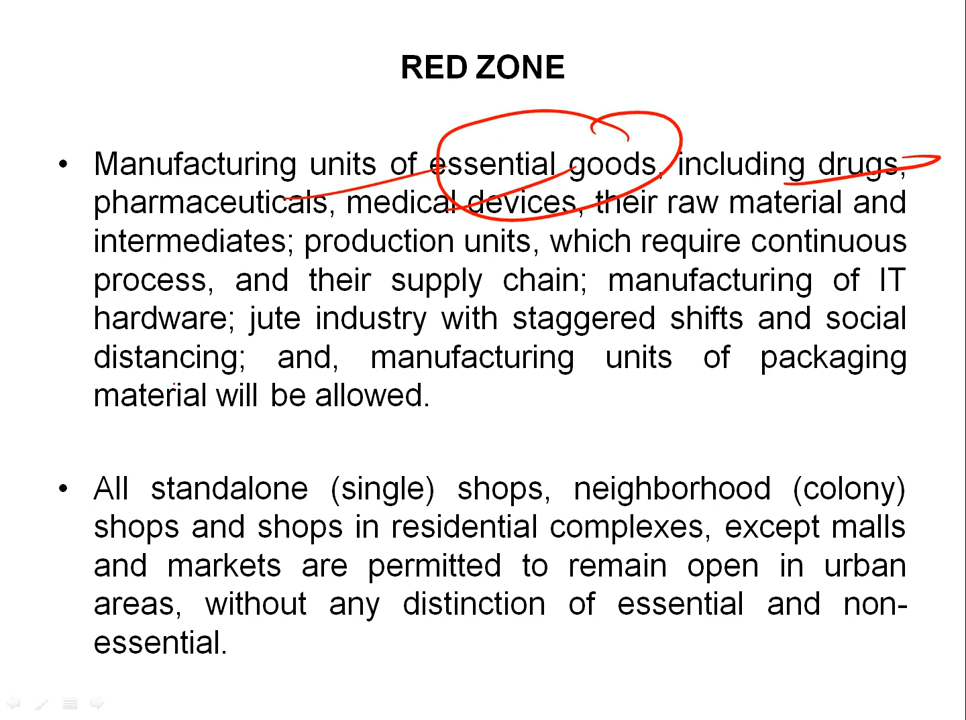 RED ZONE
• Manufacturing units of essential goods, including drugs,
pharmaceuticals, medical devices, their raw material and
intermediates; production units, which require continuous
process, and their supply chain; manufacturing of IT
hardware; jute industry with staggered shifts and social
distancing; and, manufacturing units of packaging
material will be allowed.
• All standalone (single) shops, neighborhood (colony)
shops and shops in residential complexes, except malls
and markets are permitted to remain open in urban
areas, without any distinction of essential and non-
essential.